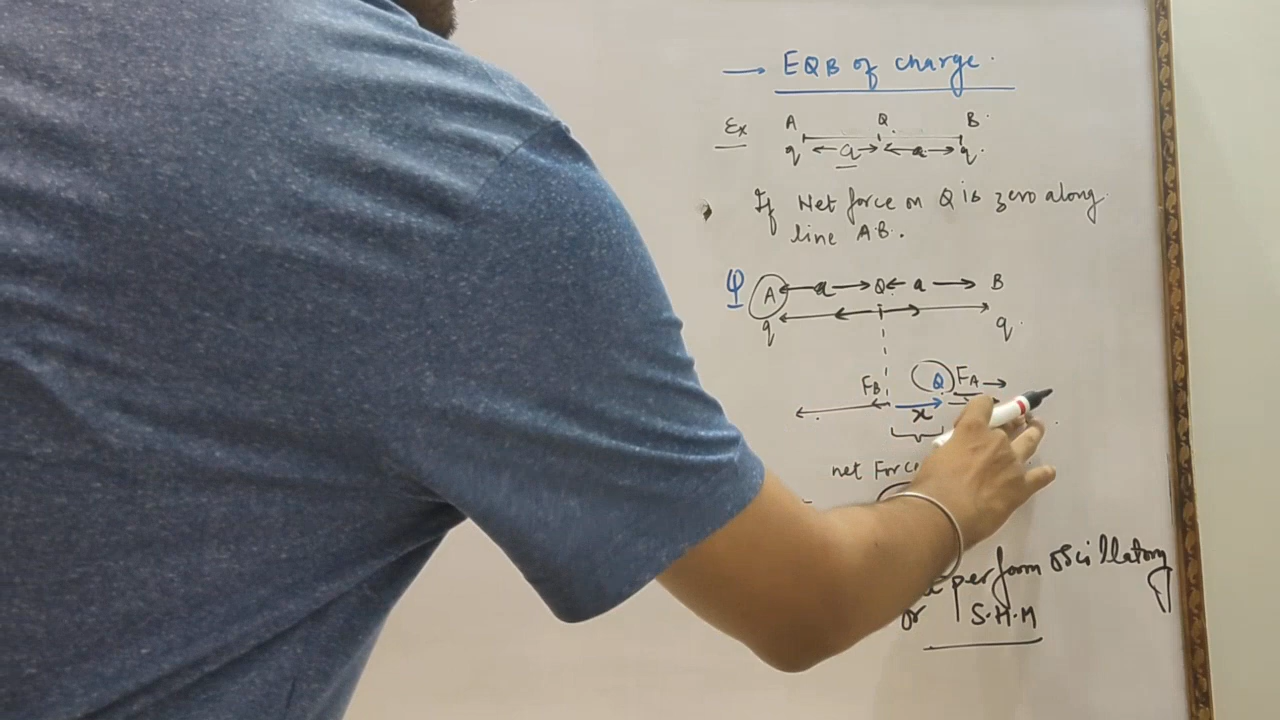 → EQB of charge.
Ex A Q. B.
q ← a → ← a → q.
If Net force on Q is zero along
line AB.
A ← a → Q ← a → B
q q.
FB Q FA →
x
net Force
perform oscillatory
or S.H.M